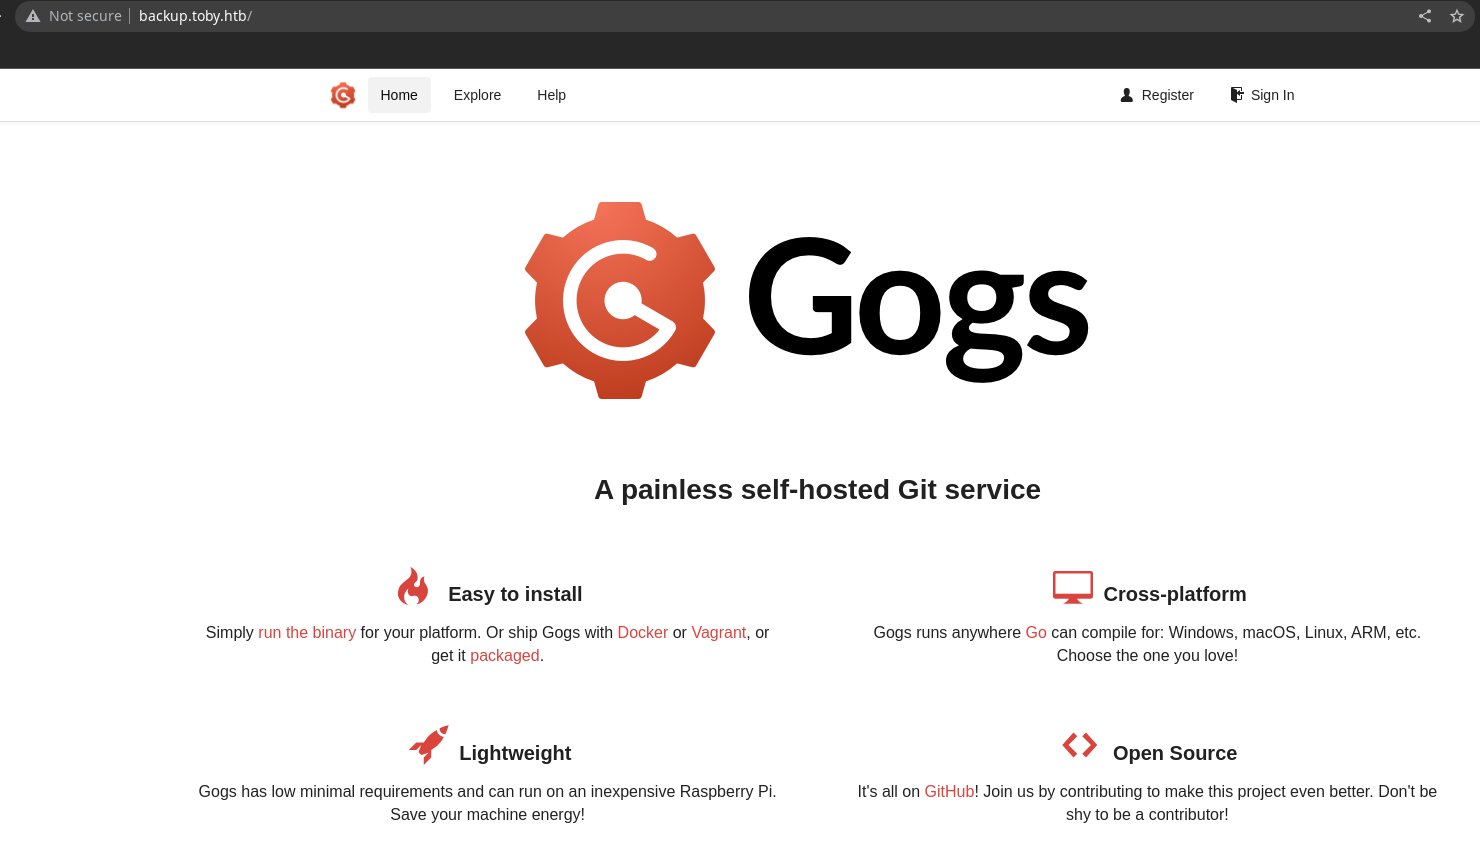 Not secure backup.toby.htb/
Home Explore Help Register Sign In
Gogs
A painless self-hosted Git service
Easy to install
Simply run the binary for your platform. Or ship Gogs with Docker or Vagrant, or
get it packaged.
Cross-platform
Gogs runs anywhere Go can compile for: Windows, macOS, Linux, ARM, etc.
Choose the one you love!
Lightweight
Gogs has low minimal requirements and can run on an inexpensive Raspberry Pi.
Save your machine energy!
Open Source
It's all on GitHub! Join us by contributing to make this project even better. Don't be
shy to be a contributor!